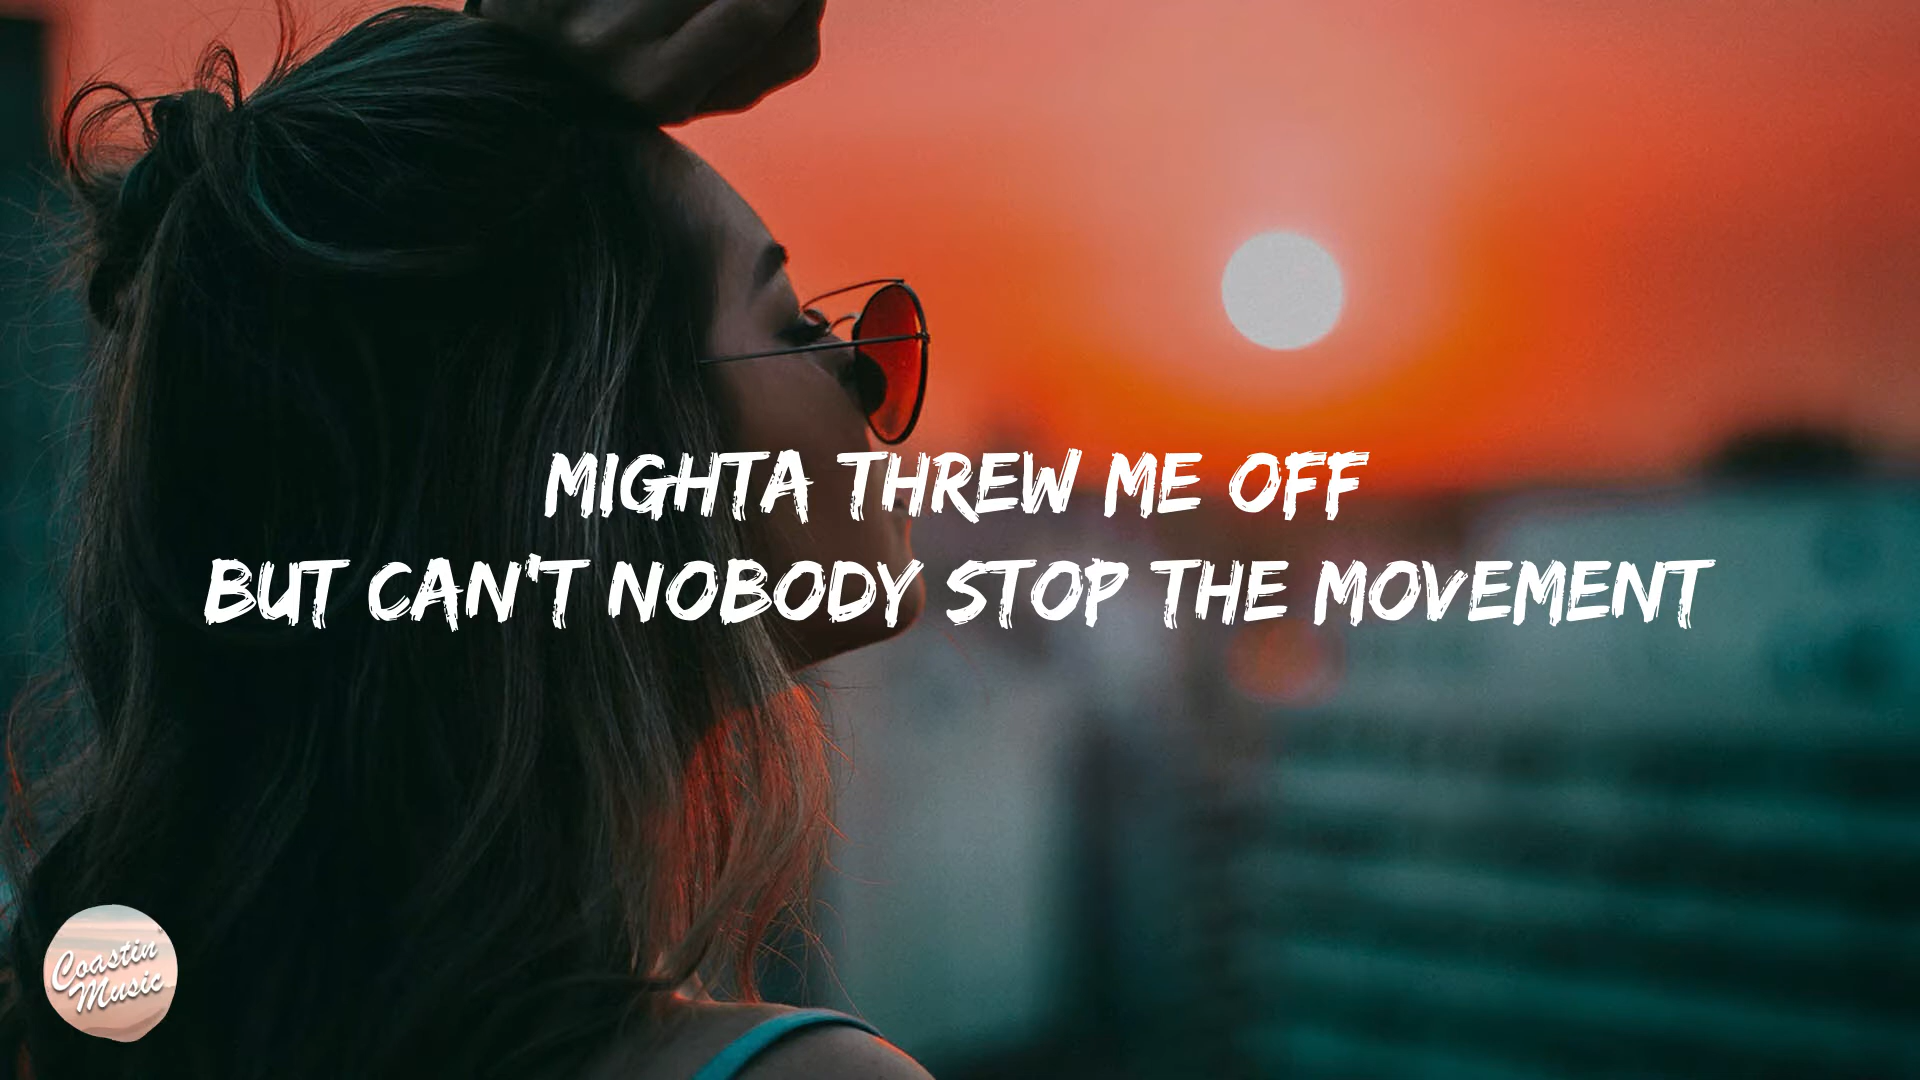 MIGHTA THREW ME OFF
BUT CAN'T NOBODY STOP THE MOVEMENT
Coastin
Music